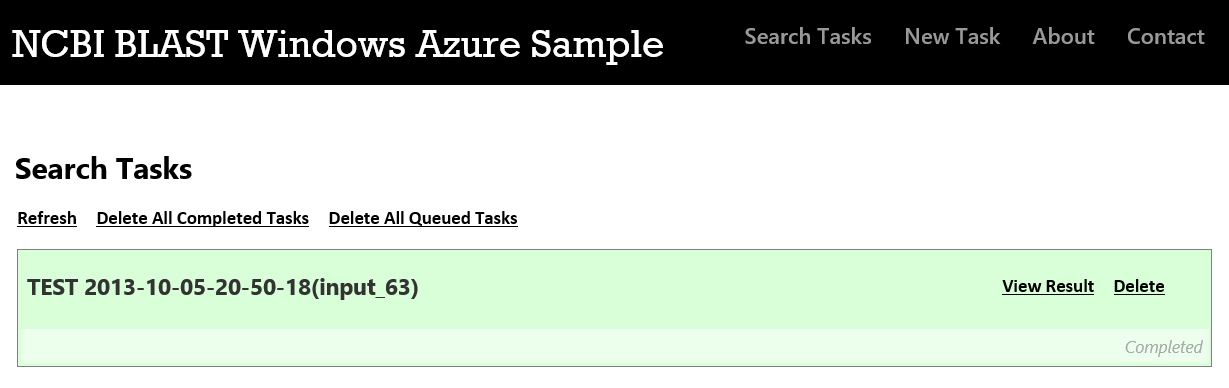 NCBI BLAST Windows Azure Sample Search Tasks New Task About Contact
Search Tasks
Refresh Delete All Completed Tasks Delete All Queued Tasks
TEST 2013-10-05-20-50-18(input_63) View Result Delete
Completed